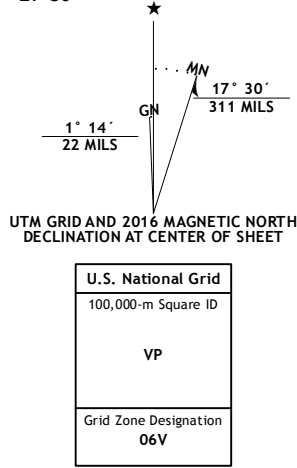 MN
17° 30´
311 MILS
GN
1° 14´
22 MILS
UTM GRID AND 2016 MAGNETIC NORTH
DECLINATION AT CENTER OF SHEET
U.S. National Grid
100,000-m Square ID
VP
Grid Zone Designation
06V